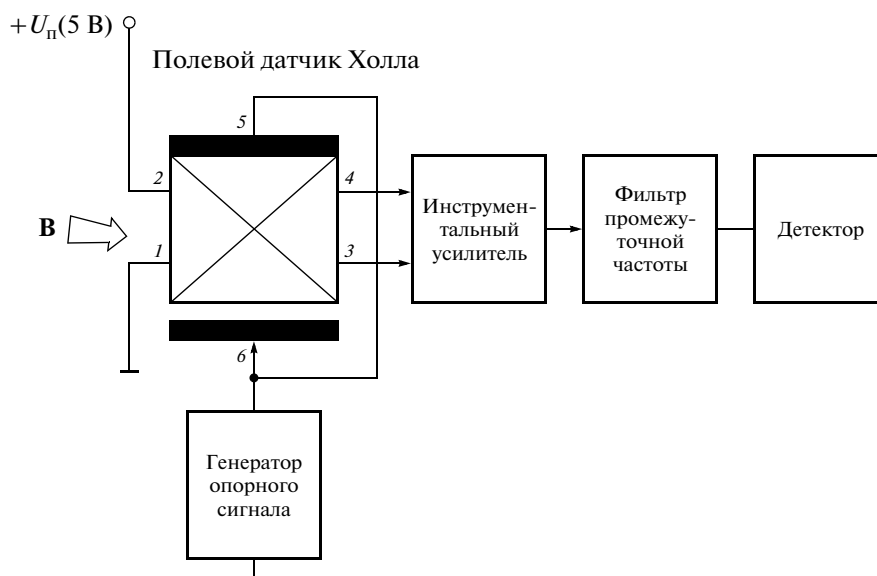 +Uп(5 В)
Полевой датчик Холла
5
2
4
В
1
3
Инструмен-
тальный
усилитель
Фильтр
промежу-
точной
частоты
Детектор
6
Генератор
опорного
сигнала